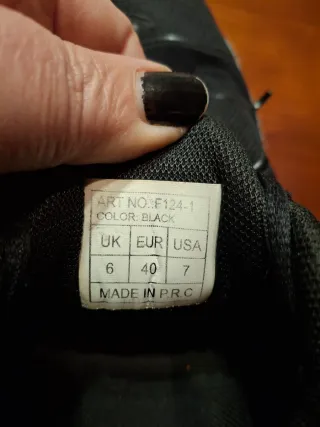 ART NO.:F124-1
COLOR: BLACK
UK EUR USA
6 40 7
MADE IN P.R.C